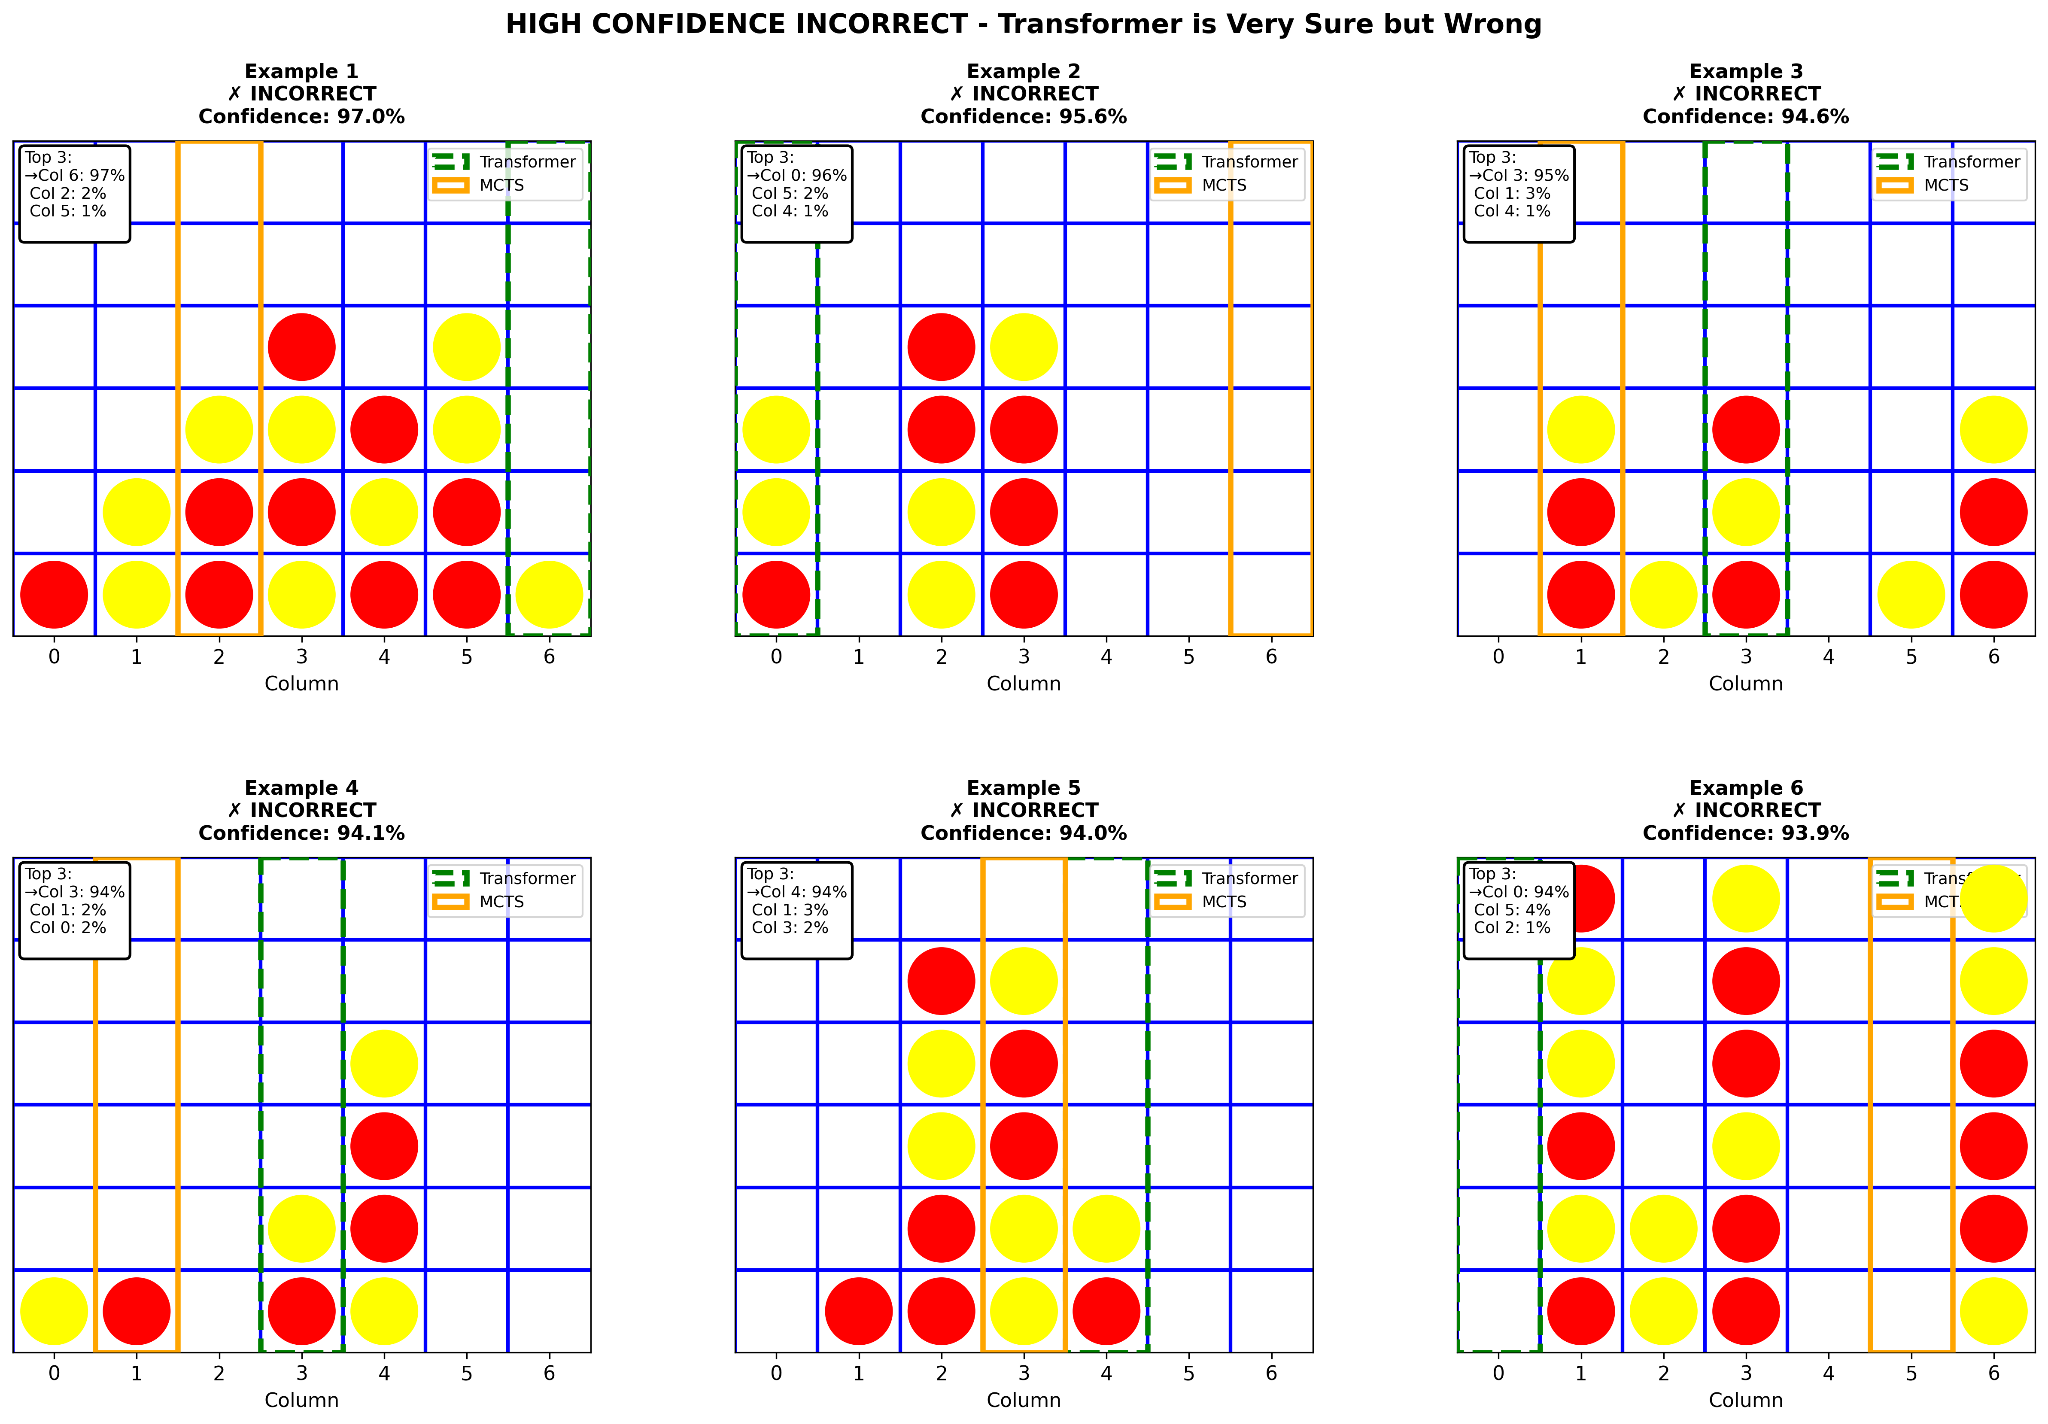 HIGH CONFIDENCE INCORRECT - Transformer is Very Sure but Wrong
Example 1
✗ INCORRECT
Confidence: 97.0%
Top 3:
→Col 6: 97%
Col 2: 2%
Col 5: 1%
Transformer
MCTS
0 1 2 3 4 5 6
Column
Example 2
✗ INCORRECT
Confidence: 95.6%
Top 3:
→Col 0: 96%
Col 5: 2%
Col 4: 1%
Transformer
MCTS
0 1 2 3 4 5 6
Column
Example 3
✗ INCORRECT
Confidence: 94.6%
Top 3:
→Col 3: 95%
Col 1: 3%
Col 4: 1%
Transformer
MCTS
0 1 2 3 4 5 6
Column
Example 4
✗ INCORRECT
Confidence: 94.1%
Top 3:
→Col 3: 94%
Col 1: 2%
Col 0: 2%
Transformer
MCTS
0 1 2 3 4 5 6
Column
Example 5
✗ INCORRECT
Confidence: 94.0%
Top 3:
→Col 4: 94%
Col 1: 3%
Col 3: 2%
Transformer
MCTS
0 1 2 3 4 5 6
Column
Example 6
✗ INCORRECT
Confidence: 93.9%
Top 3:
→Col 0: 94%
Col 5: 4%
Col 2: 1%
0 1 2 3 4 5 6
Column